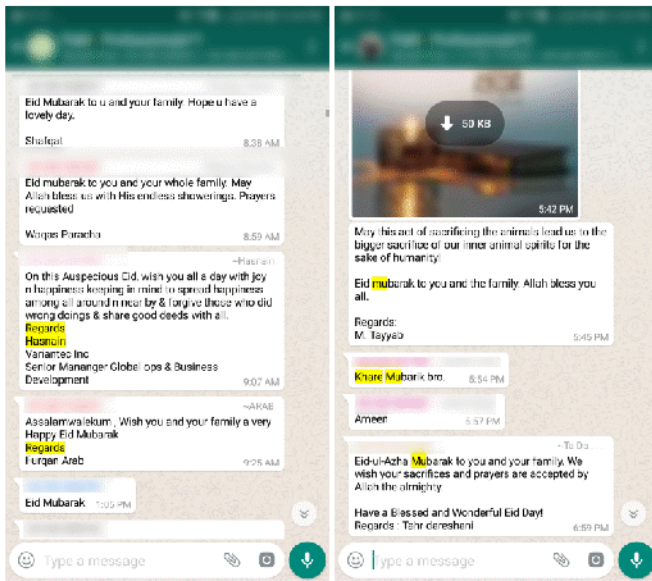 Eid Mubarak to u and your family. Hope u have a
lovely day.
Shafqat
8:38 AM
Eid mubarak to you and your whole family. May
Allah bless us with His endless showerings. Prayers
requested
Waqas Paracha
8:59 AM
~Hasnain
On this Auspecious Eid, wish you all a day with joy
n happiness keeping in mind to spread happiness
among all around n near by & forgive those who did
wrong doings & share good deeds with all.
Regards
Hasnain
Variantec Inc
Senior Mananger Global ops & Business
Development
9:07 AM
~ARAB
Assalamwalekum, Wish you and your family a very
Happy Eid Mubarak
Regards
Furqan Arab
9:25 AM
Eid Mubarak 1:05 PM
Type a message
50 KB
5:42 PM
May this act of sacrificing the animals lead us to the
bigger sacrifice of our inner animal spirits for the
sake of humanity!
Eid mubarak to you and the family. Allah bless you
all.
Regards:
M. Tayyab
5:45 PM
Khare Mubarik bro. 5:54 PM
Ameen 5:57 PM
Eid-ul-Azha Mubarak to you and your family. We
wish your sacrifices and prayers are accepted by
Allah the almighty
Have a Blessed and Wonderful Eid Day!
Regards : Tahr dareshani
6:59 PM
Type a message